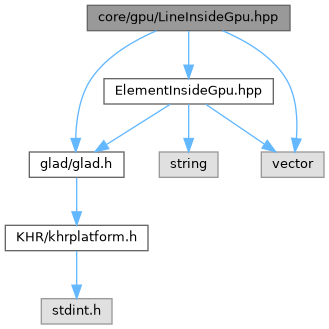 core/gpu/LineInsideGpu.hpp
ElementInsideGpu.hpp
glad/glad.h
string
vector
KHR/khrplatform.h
stdint.h